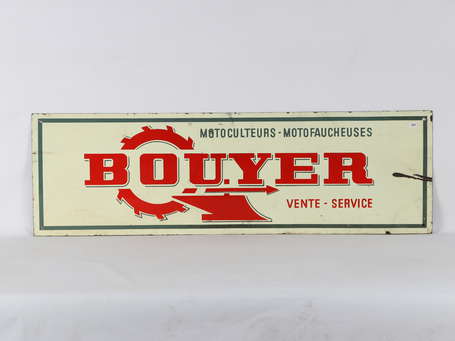 MOTOCULTEURS - MOTOFAUCHEUSES
BOUYER
VENTE - SERVICE